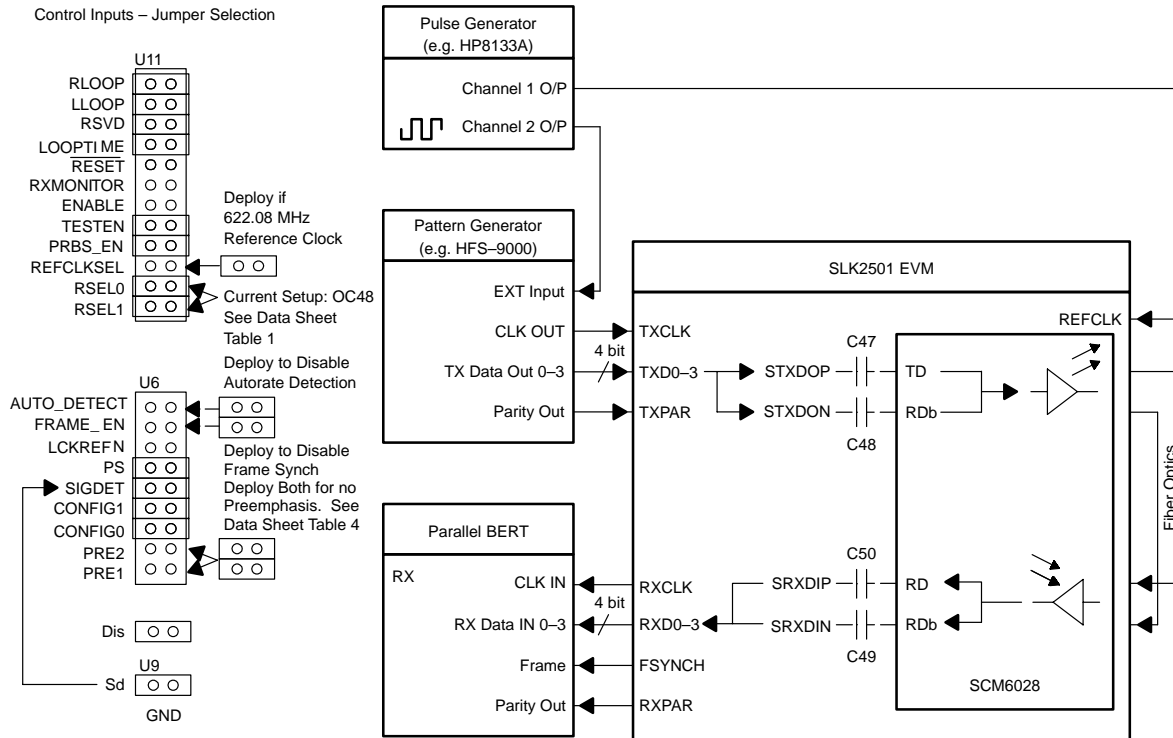 Control Inputs – Jumper Selection
U11
RLOOP
LLOOP
RSVD
LOOPTIME
RESET
RXMONITOR
ENABLE
TESTEN
PRBS_EN
REFCLKSEL
RSEL0
RSEL1
Deploy if
622.08 MHz
Reference Clock
Current Setup: OC48
See Data Sheet
Table 1
Deploy to Disable
Autorate Detection
U6
AUTO_DETECT
FRAME_EN
LCKREFN
PS
SIGDET
CONFIG1
CONFIG0
PRE2
PRE1
Deploy to Disable
Frame Synch
Deploy Both for no
Preemphasis. See
Data Sheet Table 4
Dis
U9
Sd
GND
Pulse Generator
(e.g. HP8133A)
Channel 1 O/P
Channel 2 O/P
Pattern Generator
(e.g. HFS–9000)
EXT Input
CLK OUT
TX Data Out 0–3
Parity Out
4 bit
Parallel BERT
RX
CLK IN
RX Data IN 0–3
Frame
Parity Out
4 bit
SLK2501 EVM
REFCLK
TXCLK
TXD0–3
TXPAR
STXDOP
STXDON
C47
C48
TD
RDb
RXCLK
RXD0–3
FSYNCH
RXPAR
SRXDIP
SRXDIN
C50
C49
RD
RDb
SCM6028
Fiber Optics